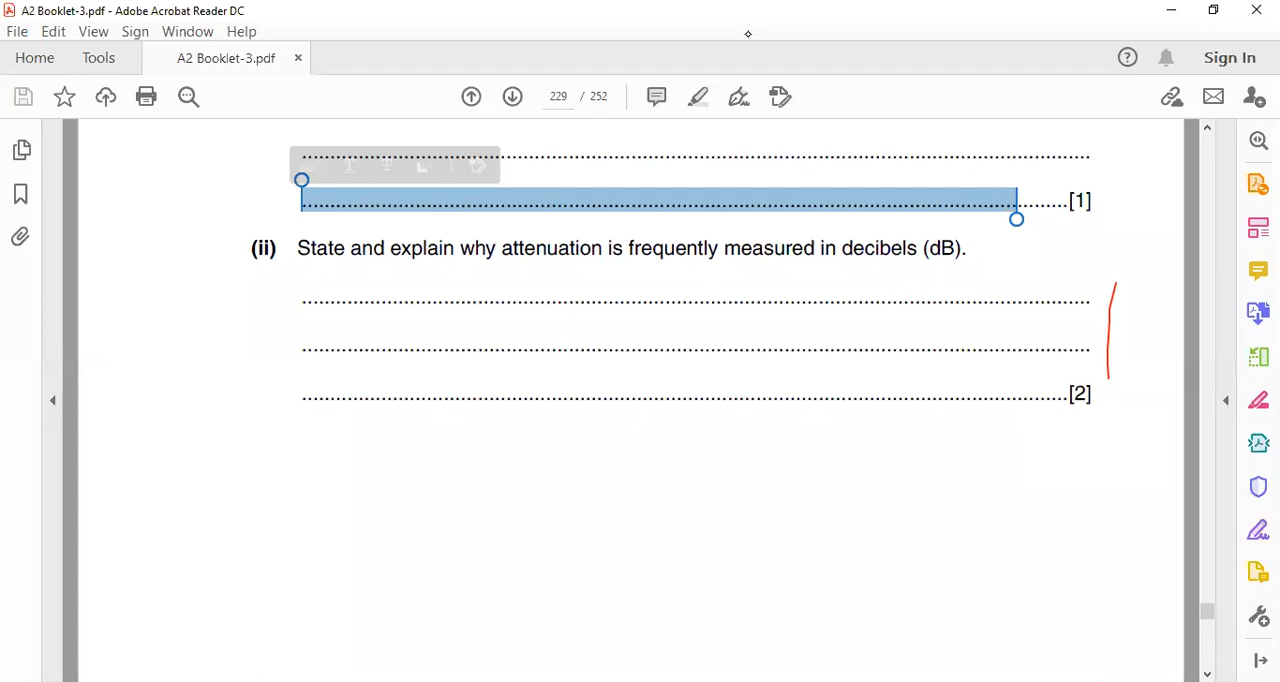 A2 Booklet-3.pdf - Adobe Acrobat Reader DC
File Edit View Sign Window Help
Home Tools A2 Booklet-3.pdf × Sign In
229 / 252
................................................................................
................................................................................[1]
(ii) State and explain why attenuation is frequently measured in decibels (dB).
................................................................................
................................................................................
................................................................................[2]